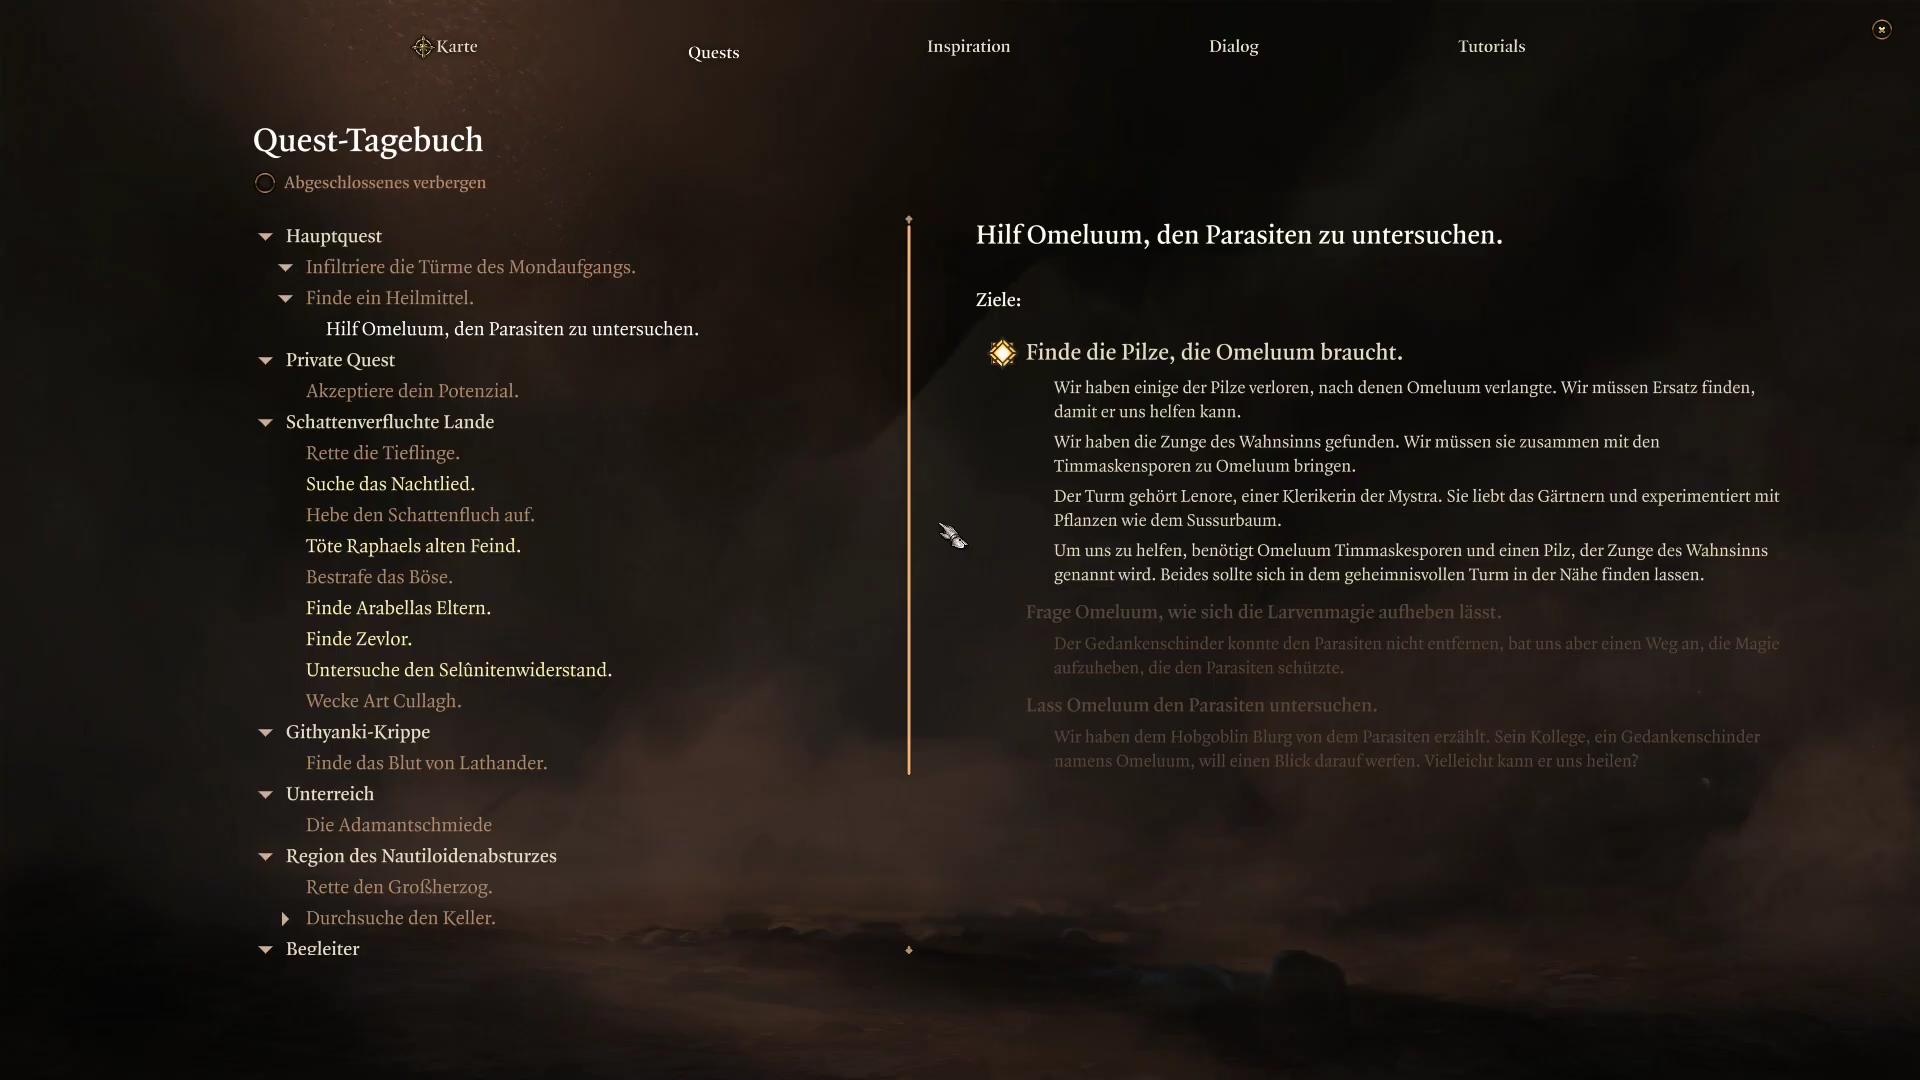 Karte
Quests
Inspiration
Dialog
Tutorials
Quest-Tagebuch
Abgeschlossenes verbergen
Hauptquest
Infiltriere die Türme des Mondaufgangs.
Finde ein Heilmittel.
Hilf Omeluum, den Parasiten zu untersuchen.
Private Quest
Akzeptiere dein Potenzial.
Schattenverfluchte Lande
Rette die Tieflinge.
Suche das Nachtlied.
Hebe den Schattenfluch auf.
Töte Raphaels alten Feind.
Bestrafe das Böse.
Finde Arabellas Eltern.
Finde Zevlor.
Untersuche den Selûnitenwiderstand.
Wecke Art Cullagh.
Githyanki-Krippe
Finde das Blut von Lathander.
Unterreich
Die Adamantschmiede
Region des Nautiloidenabsturzes
Rette den Großherzog.
Durchsuche den Keller.
Begleiter
Hilf Omeluum, den Parasiten zu untersuchen.
Ziele:
Finde die Pilze, die Omeluum braucht.
Wir haben einige der Pilze verloren, nach denen Omeluum verlangte. Wir müssen Ersatz finden,
damit er uns helfen kann.
Wir haben die Zunge des Wahnsinns gefunden. Wir müssen sie zusammen mit den
Timmaskensporen zu Omeluum bringen.
Der Turm gehört Lenore, einer Klerikerin der Mystra. Sie liebt das Gärtnern und experimentiert mit
Pflanzen wie dem Sussurbaum.
Um uns zu helfen, benötigt Omeluum Timmaskesporen und einen Pilz, der Zunge des Wahnsinns
genannt wird. Beides sollte sich in dem geheimnisvollen Turm in der Nähe finden lassen.
Frage Omeluum, wie sich die Larvenmagie aufheben lässt.
Der Gedankenschinder konnte den Parasiten nicht entfernen, bat uns aber einen Weg an, die Magie
aufzuheben, die den Parasiten schützte.
Lass Omeluum den Parasiten untersuchen.
Wir haben dem Hobgoblin Blurg von dem Parasiten erzählt. Sein Kollege, ein Gedankenschinder
namens Omeluum, will einen Blick darauf werfen. Vielleicht kann er uns heilen?